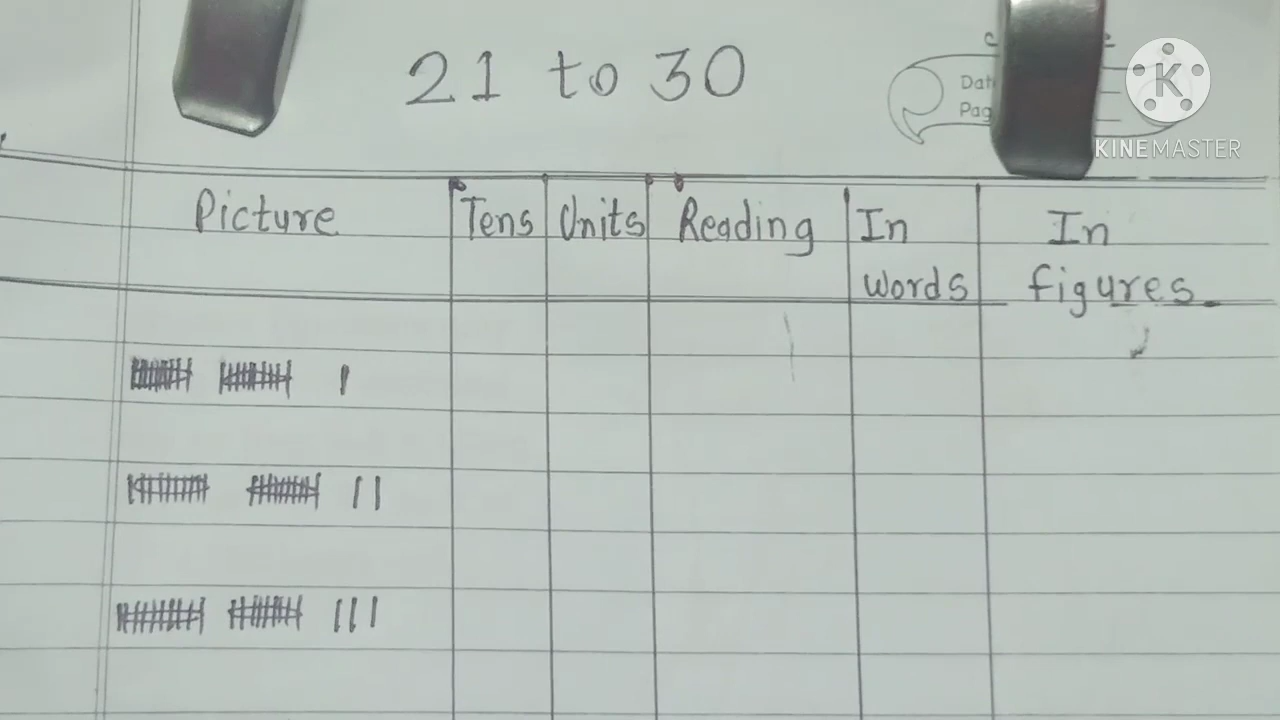 21 to 30
Dat
Pag
KINEMASTER
Picture Tens Units Reading In words In figures